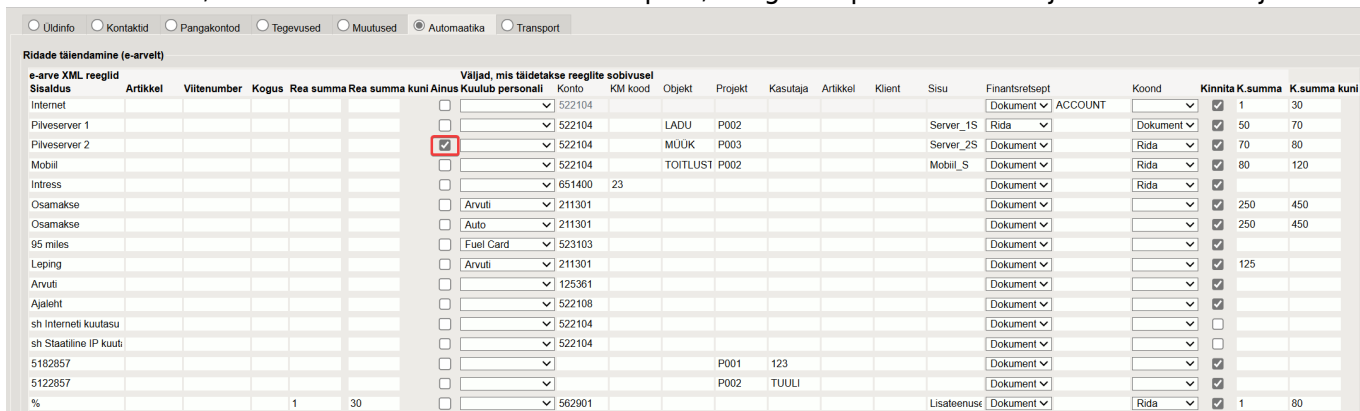 Üldinfo Kontaktid Pangakontod Tegevused Muutused Automaatika Transport
Ridade täiendamine (e-arvelt)
e-arve XML reeglid Väljad, mis täidetakse reeglite sobivusel
Sisaldus Artikkel Viitenumber Kogus Rea summa Rea summa kuni Ainus Kuulub personali Konto KM kood Objekt Projekt Kasutaja Artikkel Klient Sisu Finantsretsept Koond Kinnita K.summa K.summa kuni
Internet 522104 Dokument ACCOUNT 1 30
Pilveserver 1 522104 LADU P002 Server_1S Rida Dokument 50 70
Pilveserver 2 522104 MÜÜK P003 Server_2S Dokument Rida 70 80
Mobiil 522104 TOITLUST P002 Mobiil_S Dokument Rida 80 120
Intress 651400 23 Dokument Rida
Osamakse Arvuti 211301 Dokument 250 450
Osamakse Auto 211301 Dokument 250 450
95 miles Fuel Card 523103 Dokument
Leping Arvuti 211301 Dokument 125
Arvuti 125361 Dokument
Ajaleht 522108 Dokument
sh Interneti kuutasu 522104 Dokument
sh Staatiline IP kuuta 522104 Dokument
5182857 P001 123 Dokument
5122857 P002 TUULI Dokument
% 1 30 562901 Lisateenuse Dokument Rida 1 80